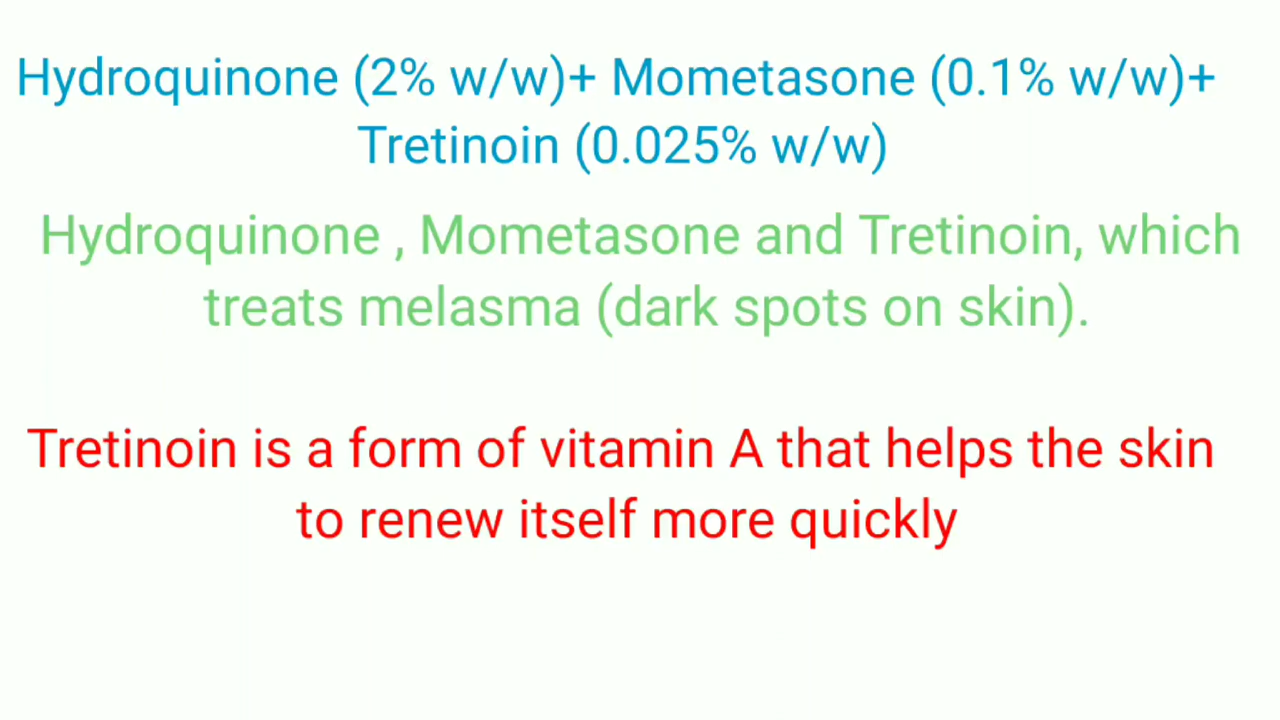 Hydroquinone (2% w/w)+ Mometasone (0.1% w/w)+
Tretinoin (0.025% w/w)
Hydroquinone , Mometasone and Tretinoin, which
treats melasma (dark spots on skin).
Tretinoin is a form of vitamin A that helps the skin
to renew itself more quickly